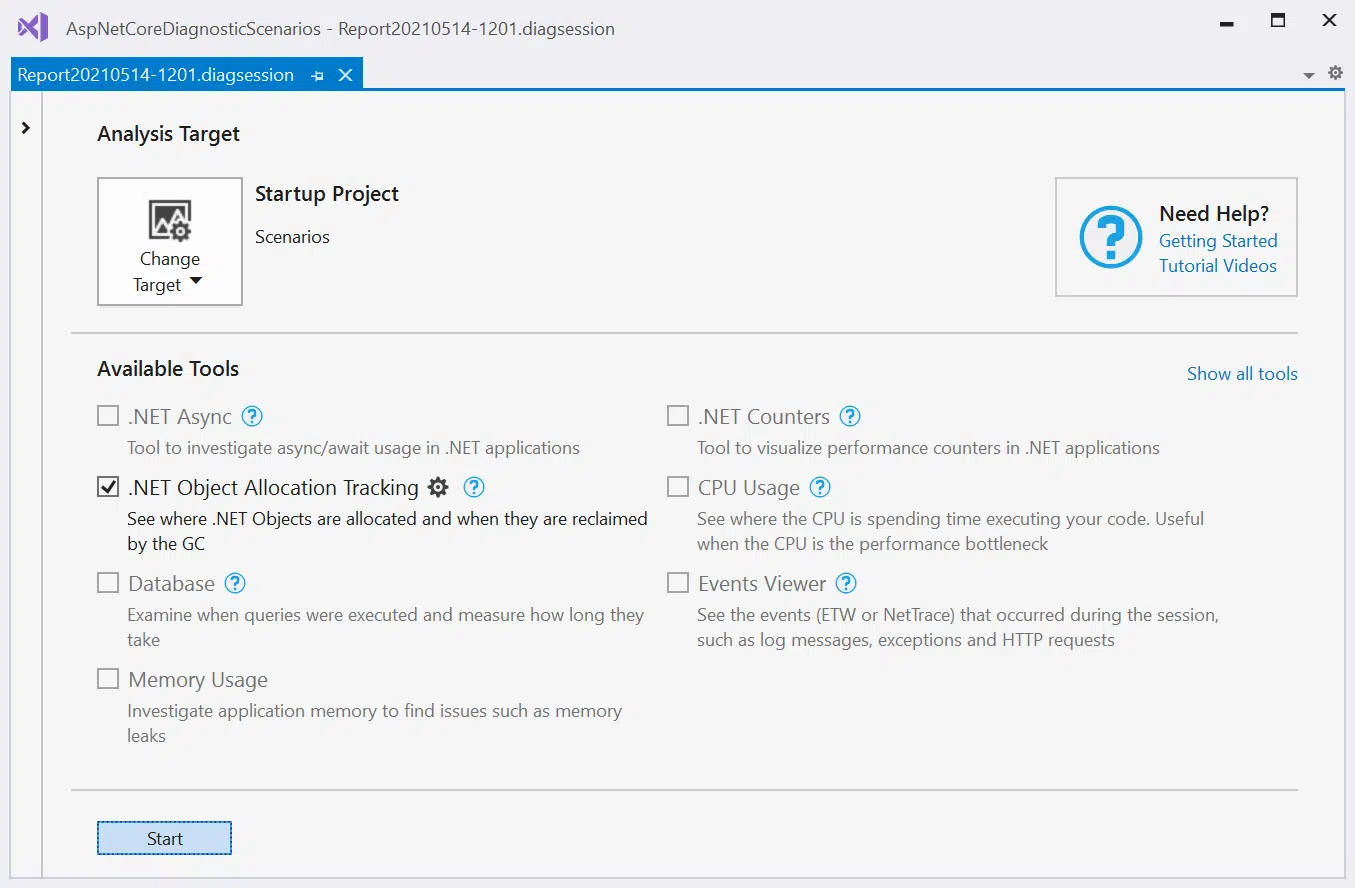 AspNetCoreDiagnosticScenarios - Report20210514-1201.diagsession
Report20210514-1201.diagsession
Analysis Target
Change
Target
Startup Project
Scenarios
Need Help?
Getting Started
Tutorial Videos
Available Tools
Show all tools
.NET Async
Tool to investigate async/await usage in .NET applications
.NET Counters
Tool to visualize performance counters in .NET applications
.NET Object Allocation Tracking
See where .NET Objects are allocated and when they are reclaimed
by the GC
CPU Usage
See where the CPU is spending time executing your code. Useful
when the CPU is the performance bottleneck
Database
Examine when queries were executed and measure how long they
take
Events Viewer
See the events (ETW or NetTrace) that occurred during the session,
such as log messages, exceptions and HTTP requests
Memory Usage
Investigate application memory to find issues such as memory
leaks
Start